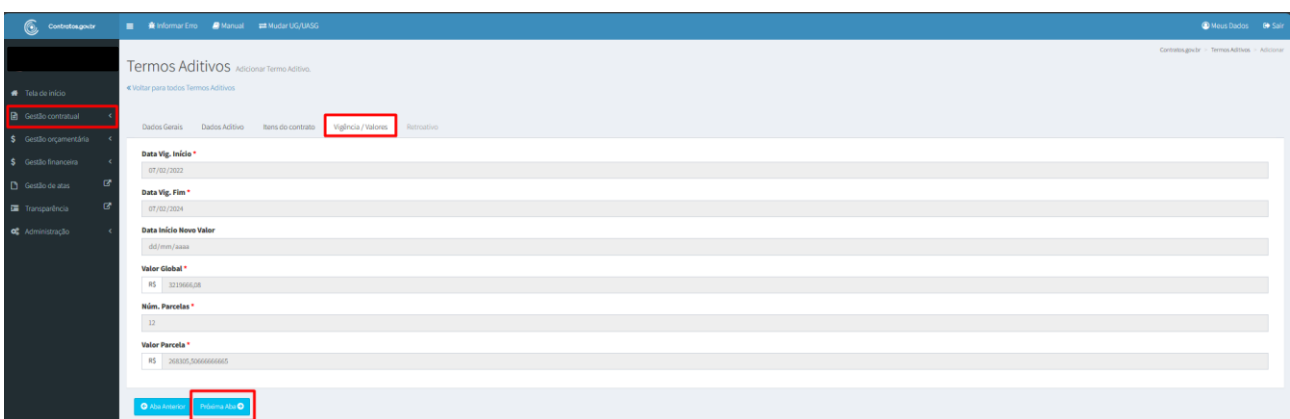 Contratos.gov.br
Informar Erro Manual Mudar UG/UASG
Meus Dados Sair
Contratos.gov.br > Termos Aditivos > Adicionar
Termos Aditivos Adicionar Termo Aditivo.
Voltar para todos Termos Aditivos
Tela de início
Gestão contratual
Gestão orçamentária
Gestão financeira
Gestão de atas
Transparência
Administração
Dados Gerais Dados Aditivo Itens do contrato Vigência / Valores Retroativo
Data Vig. Início *
07/02/2022
Data Vig. Fim *
07/02/2024
Data Início Novo Valor
dd/mm/aaaa
Valor Global *
R$ 3219666,08
Núm. Parcelas *
12
Valor Parcela *
R$ 268305,50666666665
Aba Anterior Próxima Aba